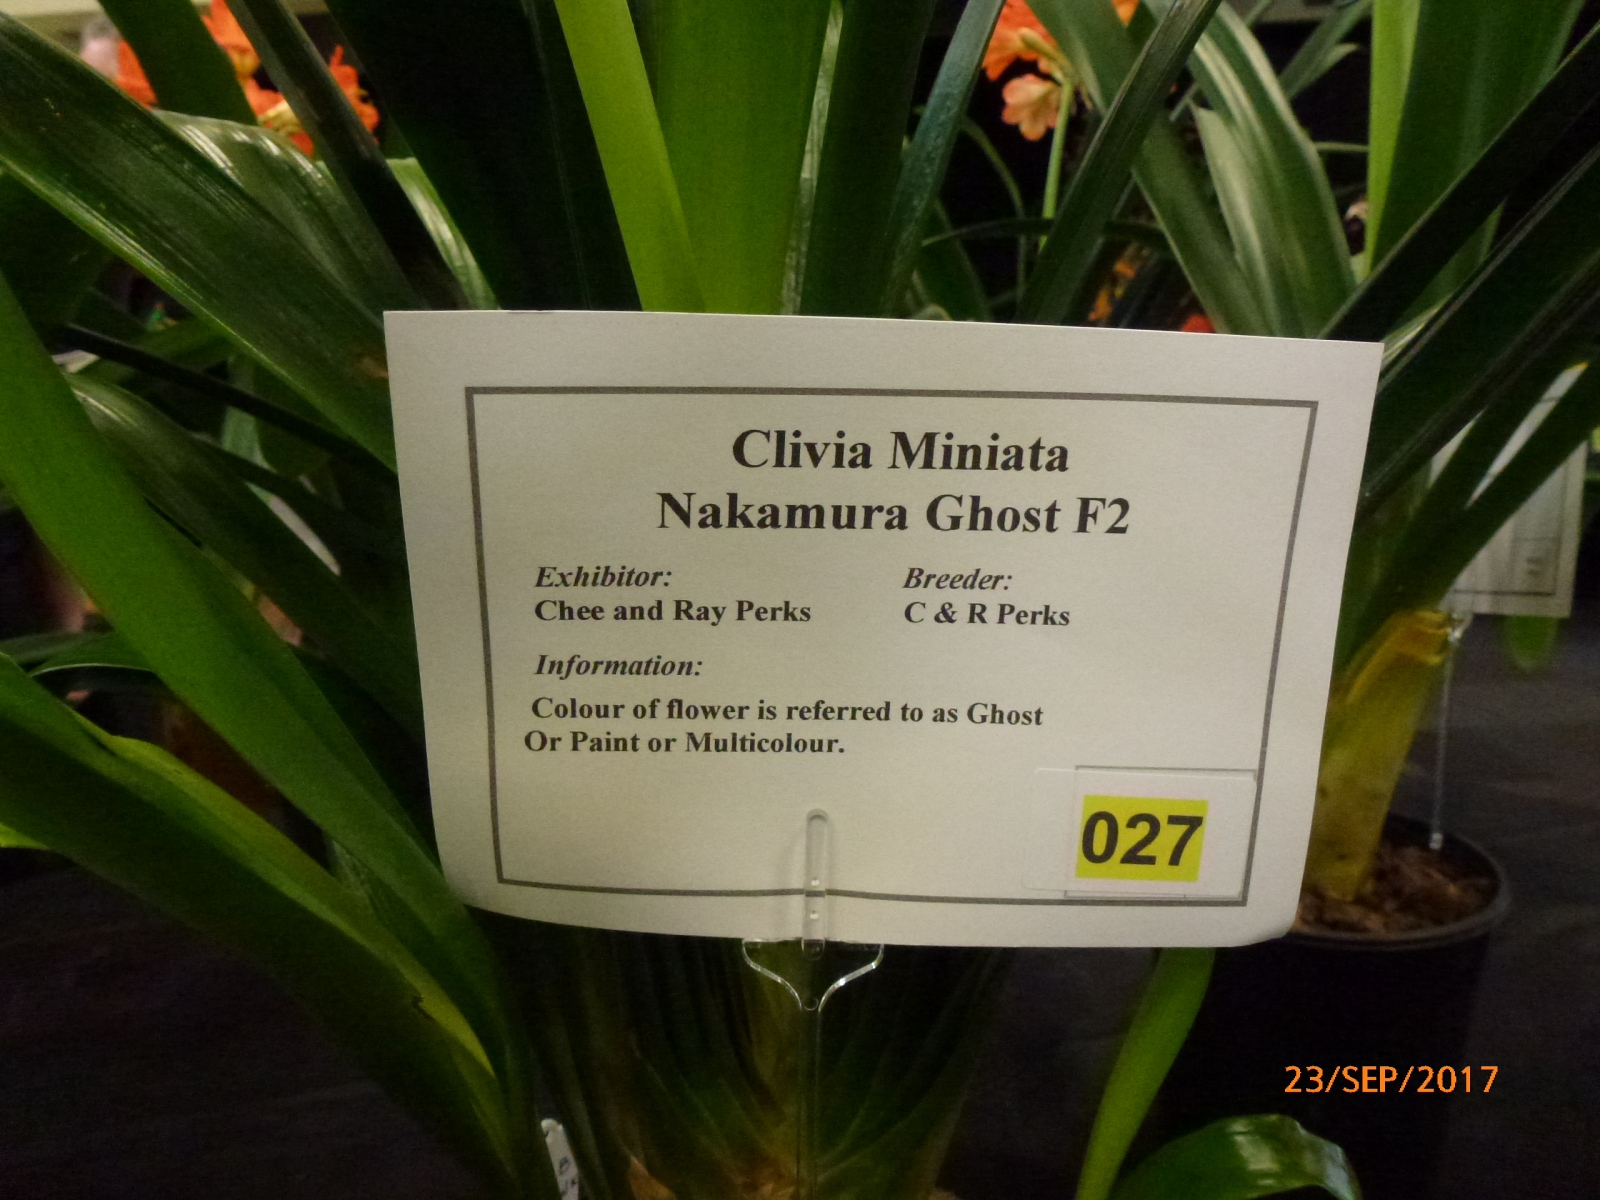 Clivia Miniata
Nakamura Ghost F2
Exhibitor: Breeder:
Chee and Ray Perks C & R Perks
Information:
Colour of flower is referred to as Ghost
Or Paint or Multicolour.
027
23/SEP/2017